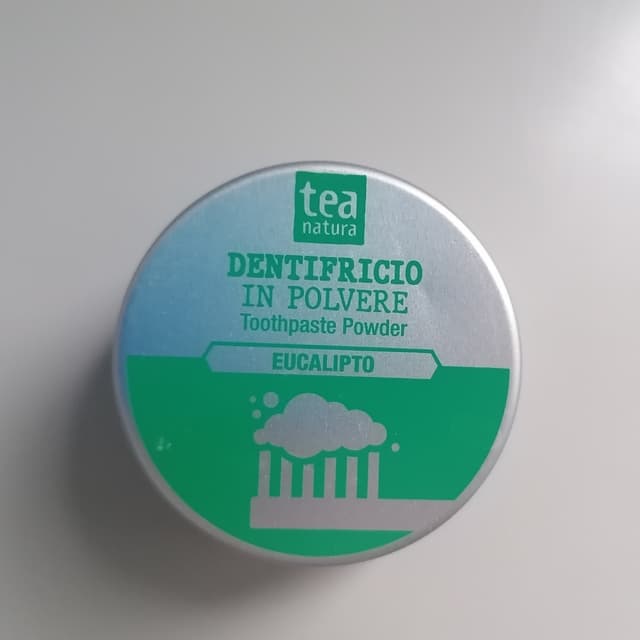 tea
natura
DENTIFRICIO
IN POLVERE
Toothpaste Powder
EUCALIPTO